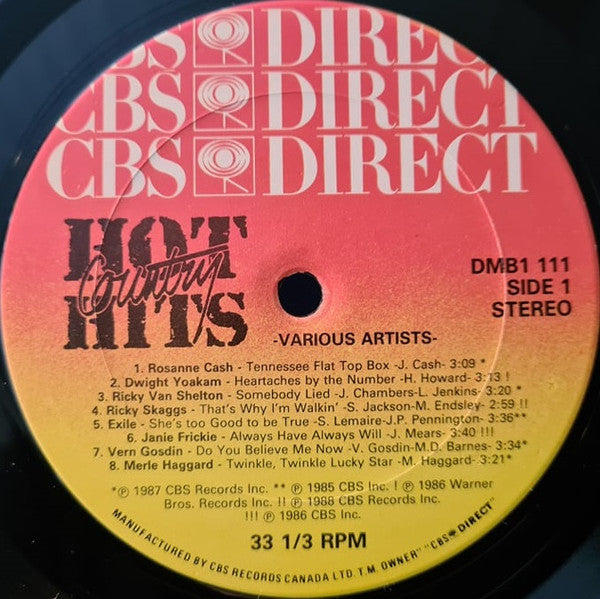 CBS DIRECT
CBS DIRECT
CBS DIRECT
HOT
Country
HITS
DMB1 111
SIDE 1
STEREO
-VARIOUS ARTISTS-
1. Rosanne Cash - Tennessee Flat Top Box -J. Cash- 3:09 *
2. Dwight Yoakam - Heartaches by the Number -H. Howard- 3:13 !
3. Ricky Van Shelton - Somebody Lied -J. Chambers-L. Jenkins- 3:20 *
4. Ricky Skaggs - That's Why I'm Walkin' -S. Jackson-M. Endsley- 2:59 !!
5. Exile - She's too Good to be True -S. Lemaire-J.P. Pennington- 3:36**
6. Janie Frickie - Always Have Always Will -J. Mears- 3:40 !!!
7. Vern Gosdin - Do You Believe Me Now -V. Gosdin-M.D. Barnes- 3:34*
8. Merle Haggard - Twinkle, Twinkle Lucky Star -M. Haggard- 3:21*
*℗ 1987 CBS Records Inc. ** ℗ 1985 CBS Inc. ! ℗ 1986 Warner
Bros. Records Inc. !! ℗ 1988 CBS Records Inc.
!!! ℗ 1986 CBS Inc.
33 1/3 RPM
MANUFACTURED BY CBS RECORDS CANADA LTD. T.M. OWNER" "CBS DIRECT"